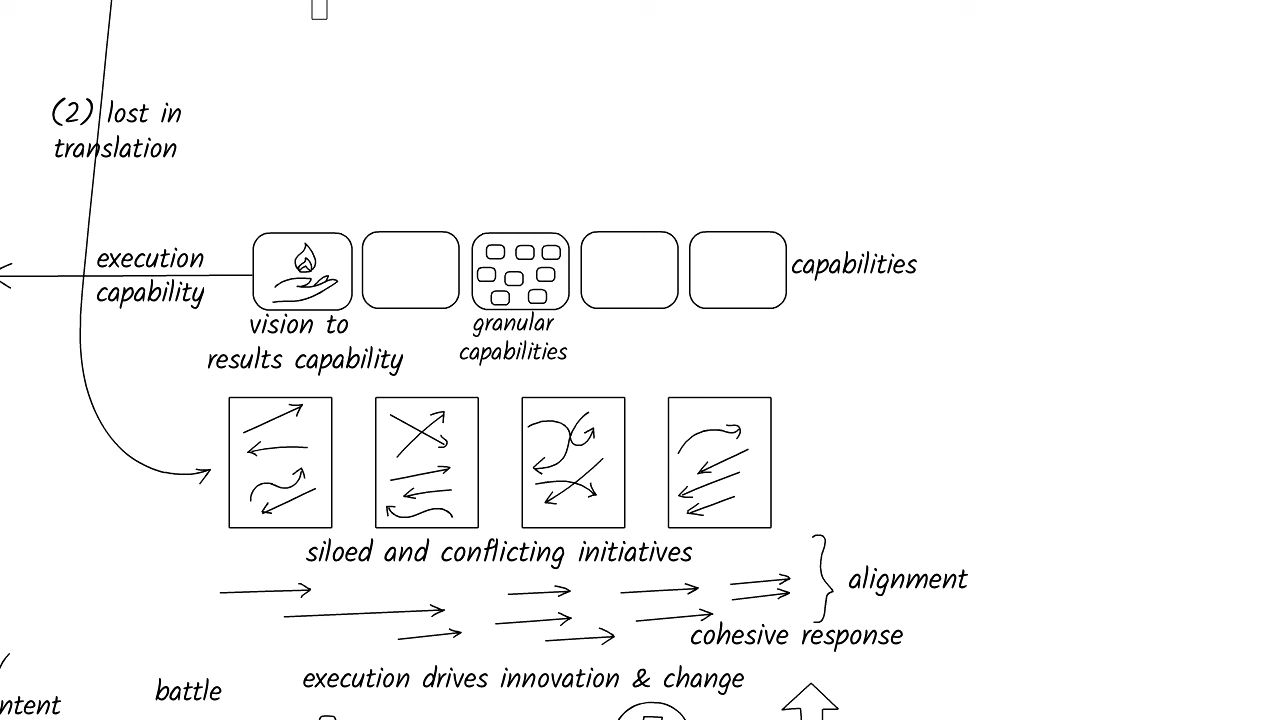 (2) lost in
translation
execution
capability
capabilities
vision to
results capability
granular
capabilities
siloed and conflicting initiatives
alignment
cohesive response
execution drives innovation & change
battle
ntent